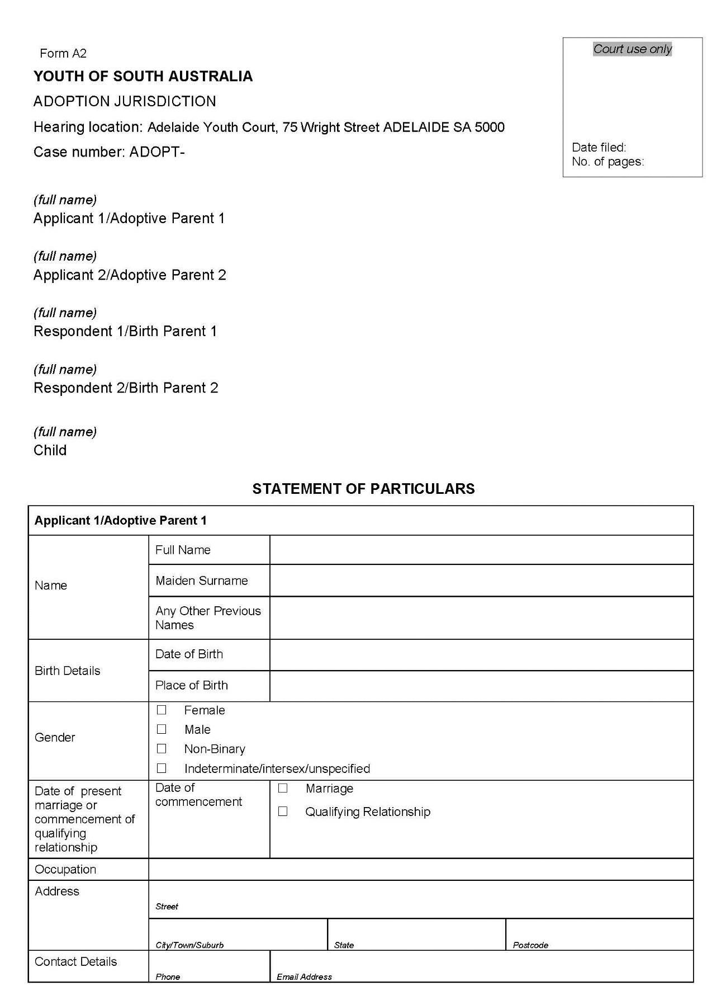 Form A2
Court use only
YOUTH OF SOUTH AUSTRALIA
ADOPTION JURISDICTION
Hearing location: Adelaide Youth Court, 75 Wright Street ADELAIDE SA 5000
Case number: ADOPT-
Date filed:
No. of pages:
(full name)
Applicant 1/Adoptive Parent 1
(full name)
Applicant 2/Adoptive Parent 2
(full name)
Respondent 1/Birth Parent 1
(full name)
Respondent 2/Birth Parent 2
(full name)
Child
STATEMENT OF PARTICULARS
Applicant 1/Adoptive Parent 1
Name
Full Name
Maiden Surname
Any Other Previous
Names
Birth Details
Date of Birth
Place of Birth
Gender
☐ Female
☐ Male
☐ Non-Binary
☐ Indeterminate/intersex/unspecified
Date of  present
marriage or
commencement of
qualifying
relationship
Date of
commencement
☐ Marriage
☐ Qualifying Relationship
Occupation
Address
Street
City/Town/Suburb
State
Postcode
Contact Details
Phone
Email Address